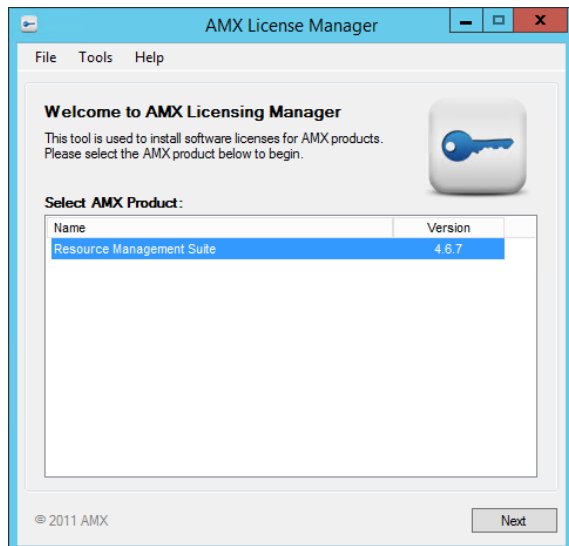 AMX License Manager
File Tools Help
Welcome to AMX Licensing Manager
This tool is used to install software licenses for AMX products.
Please select the AMX product below to begin.
Select AMX Product:
Name Version
Resource Management Suite 4.6.7
© 2011 AMX Next